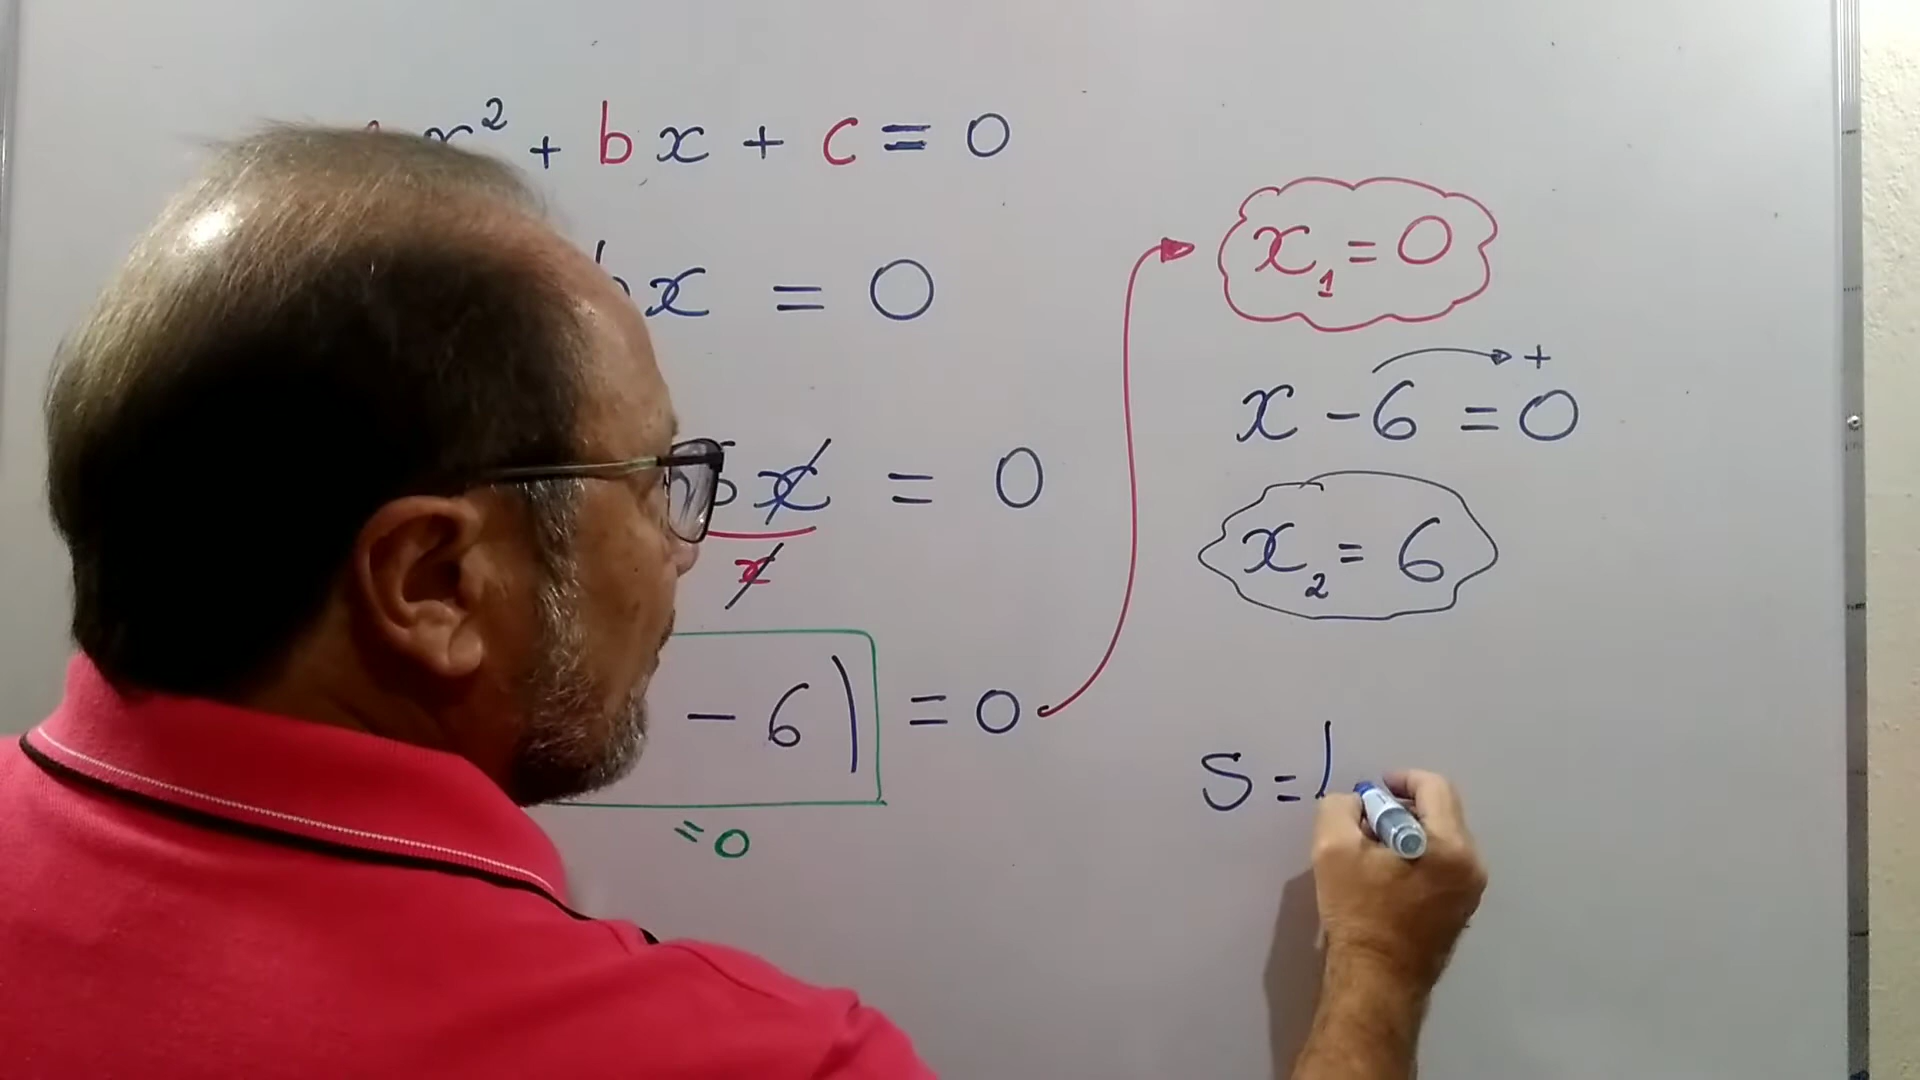 x² + bx + c = 0
x = 0
x = 0
x
- 6) = 0
= 0
x₁ = 0
+
x - 6 = 0
x₂ = 6
S =